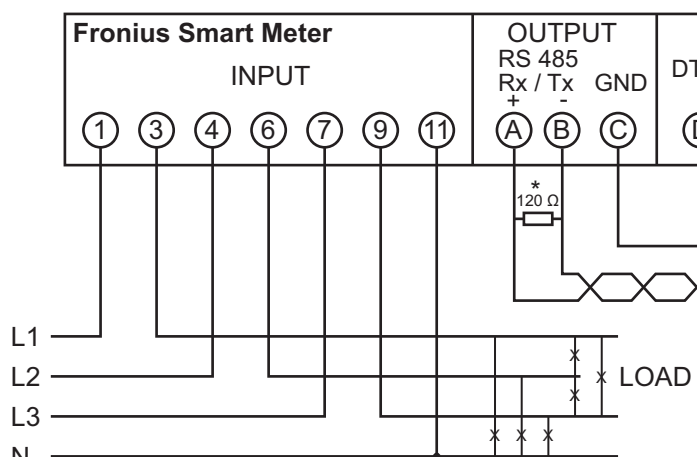 Fronius Smart Meter
INPUT
1 3 4 6 7 9 11
OUTPUT
RS 485
Rx / Tx GND
+ -
A B C
*
120 Ω
L1
L2
L3
N
LOAD
x
x x
x
x x x